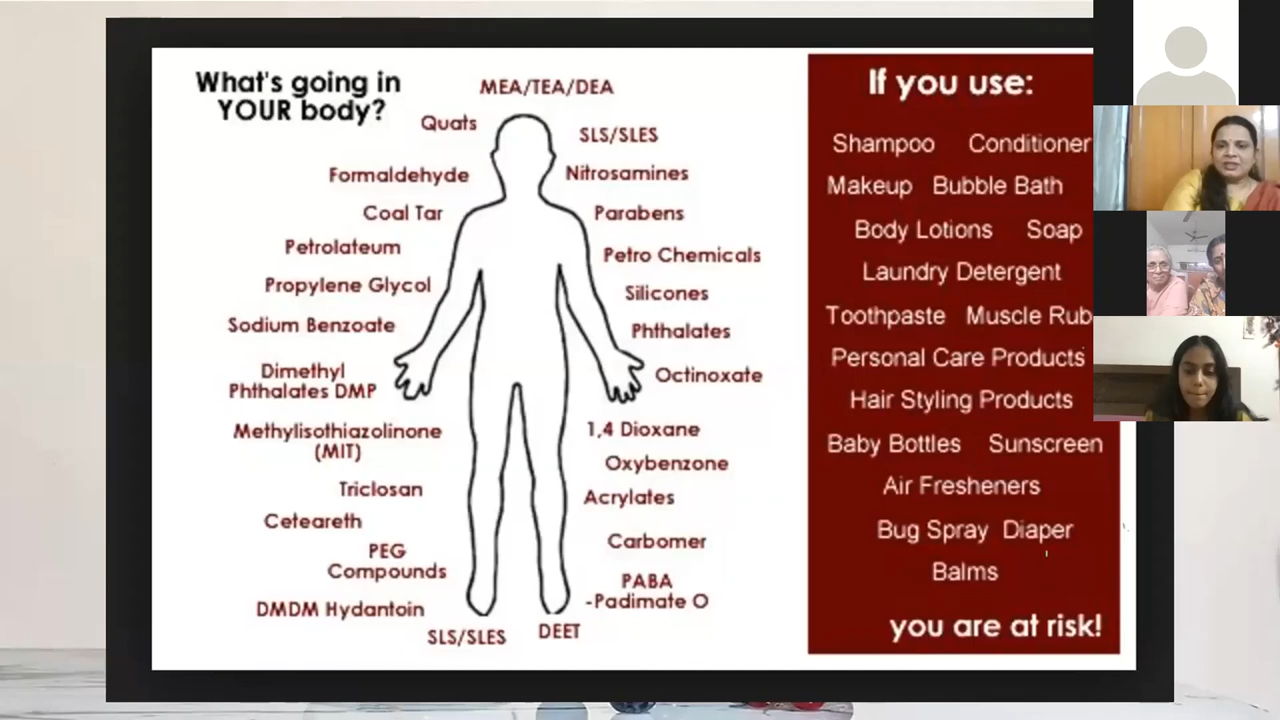 What's going in
YOUR body?
MEA/TEA/DEA
Quats
SLS/SLES
Formaldehyde
Nitrosamines
Coal Tar
Parabens
Petrolateum
Petro Chemicals
Propylene Glycol
Silicones
Sodium Benzoate
Phthalates
Dimethyl
Phthalates DMP
Octinoxate
Methylisothiazolinone
(MIT)
1,4 Dioxane
Oxybenzone
Triclosan
Acrylates
Ceteareth
Carbomer
PEG
Compounds
PABA
-Padimate O
DMDM Hydantoin
SLS/SLES
DEET
If you use:
Shampoo Conditioner
Makeup Bubble Bath
Body Lotions Soap
Laundry Detergent
Toothpaste Muscle Rub
Personal Care Products
Hair Styling Products
Baby Bottles Sunscreen
Air Fresheners
Bug Spray Diaper
Balms
you are at risk!